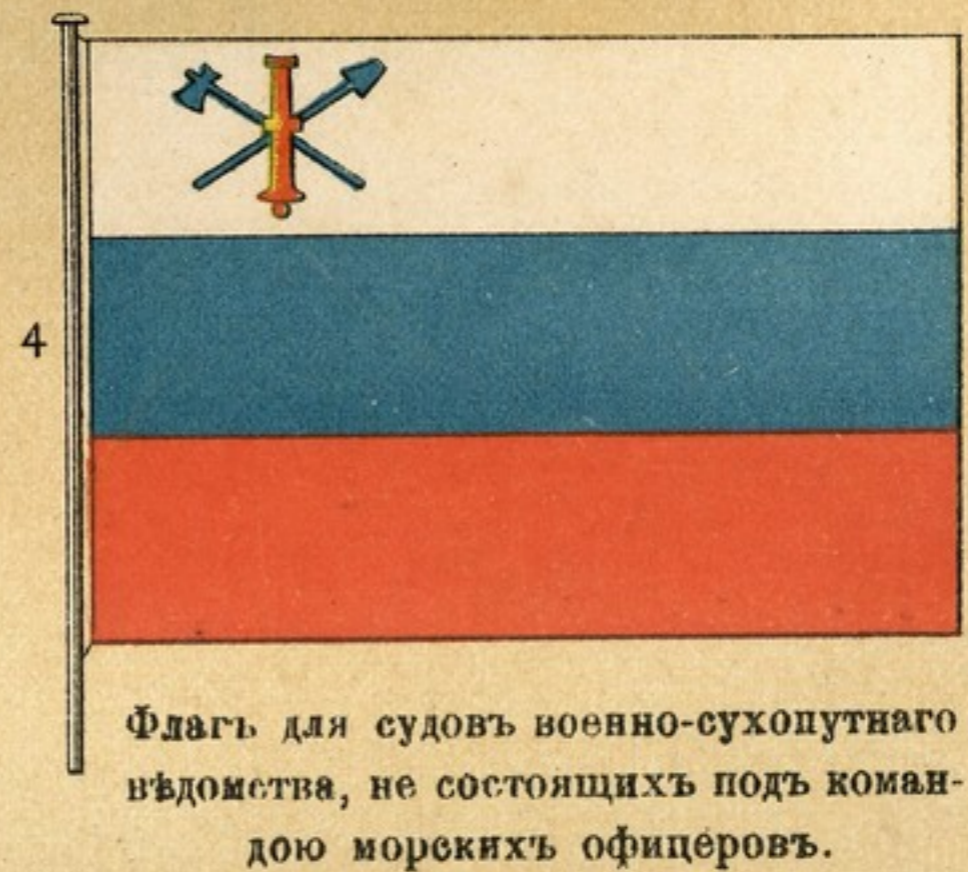 4
Флагъ для судовъ военно-сухопутнаго
вѣдомства, не состоящихъ подъ коман-
дою морскихъ офицеровъ.